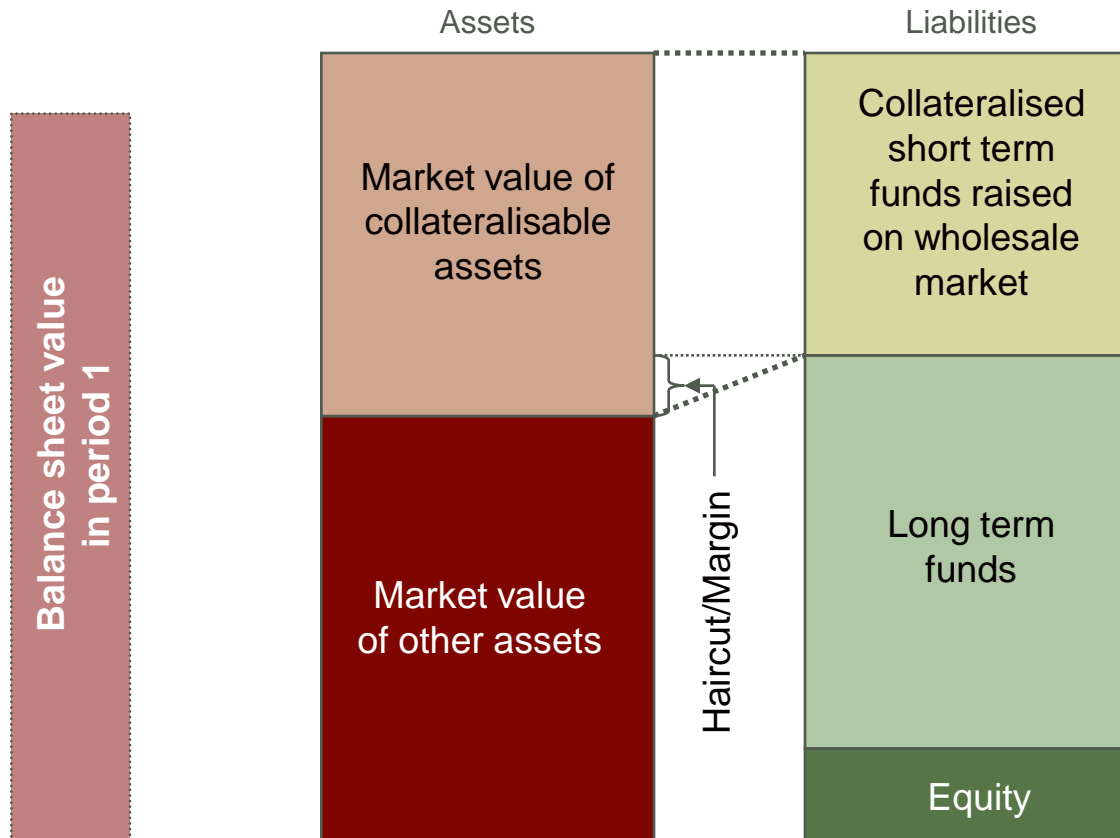 Assets
Liabilities
Balance sheet value
in period 1
Market value of
collateralisable
assets
Market value
of other assets
Haircut/Margin
Collateralised
short term
funds raised
on wholesale
market
Long term
funds
Equity